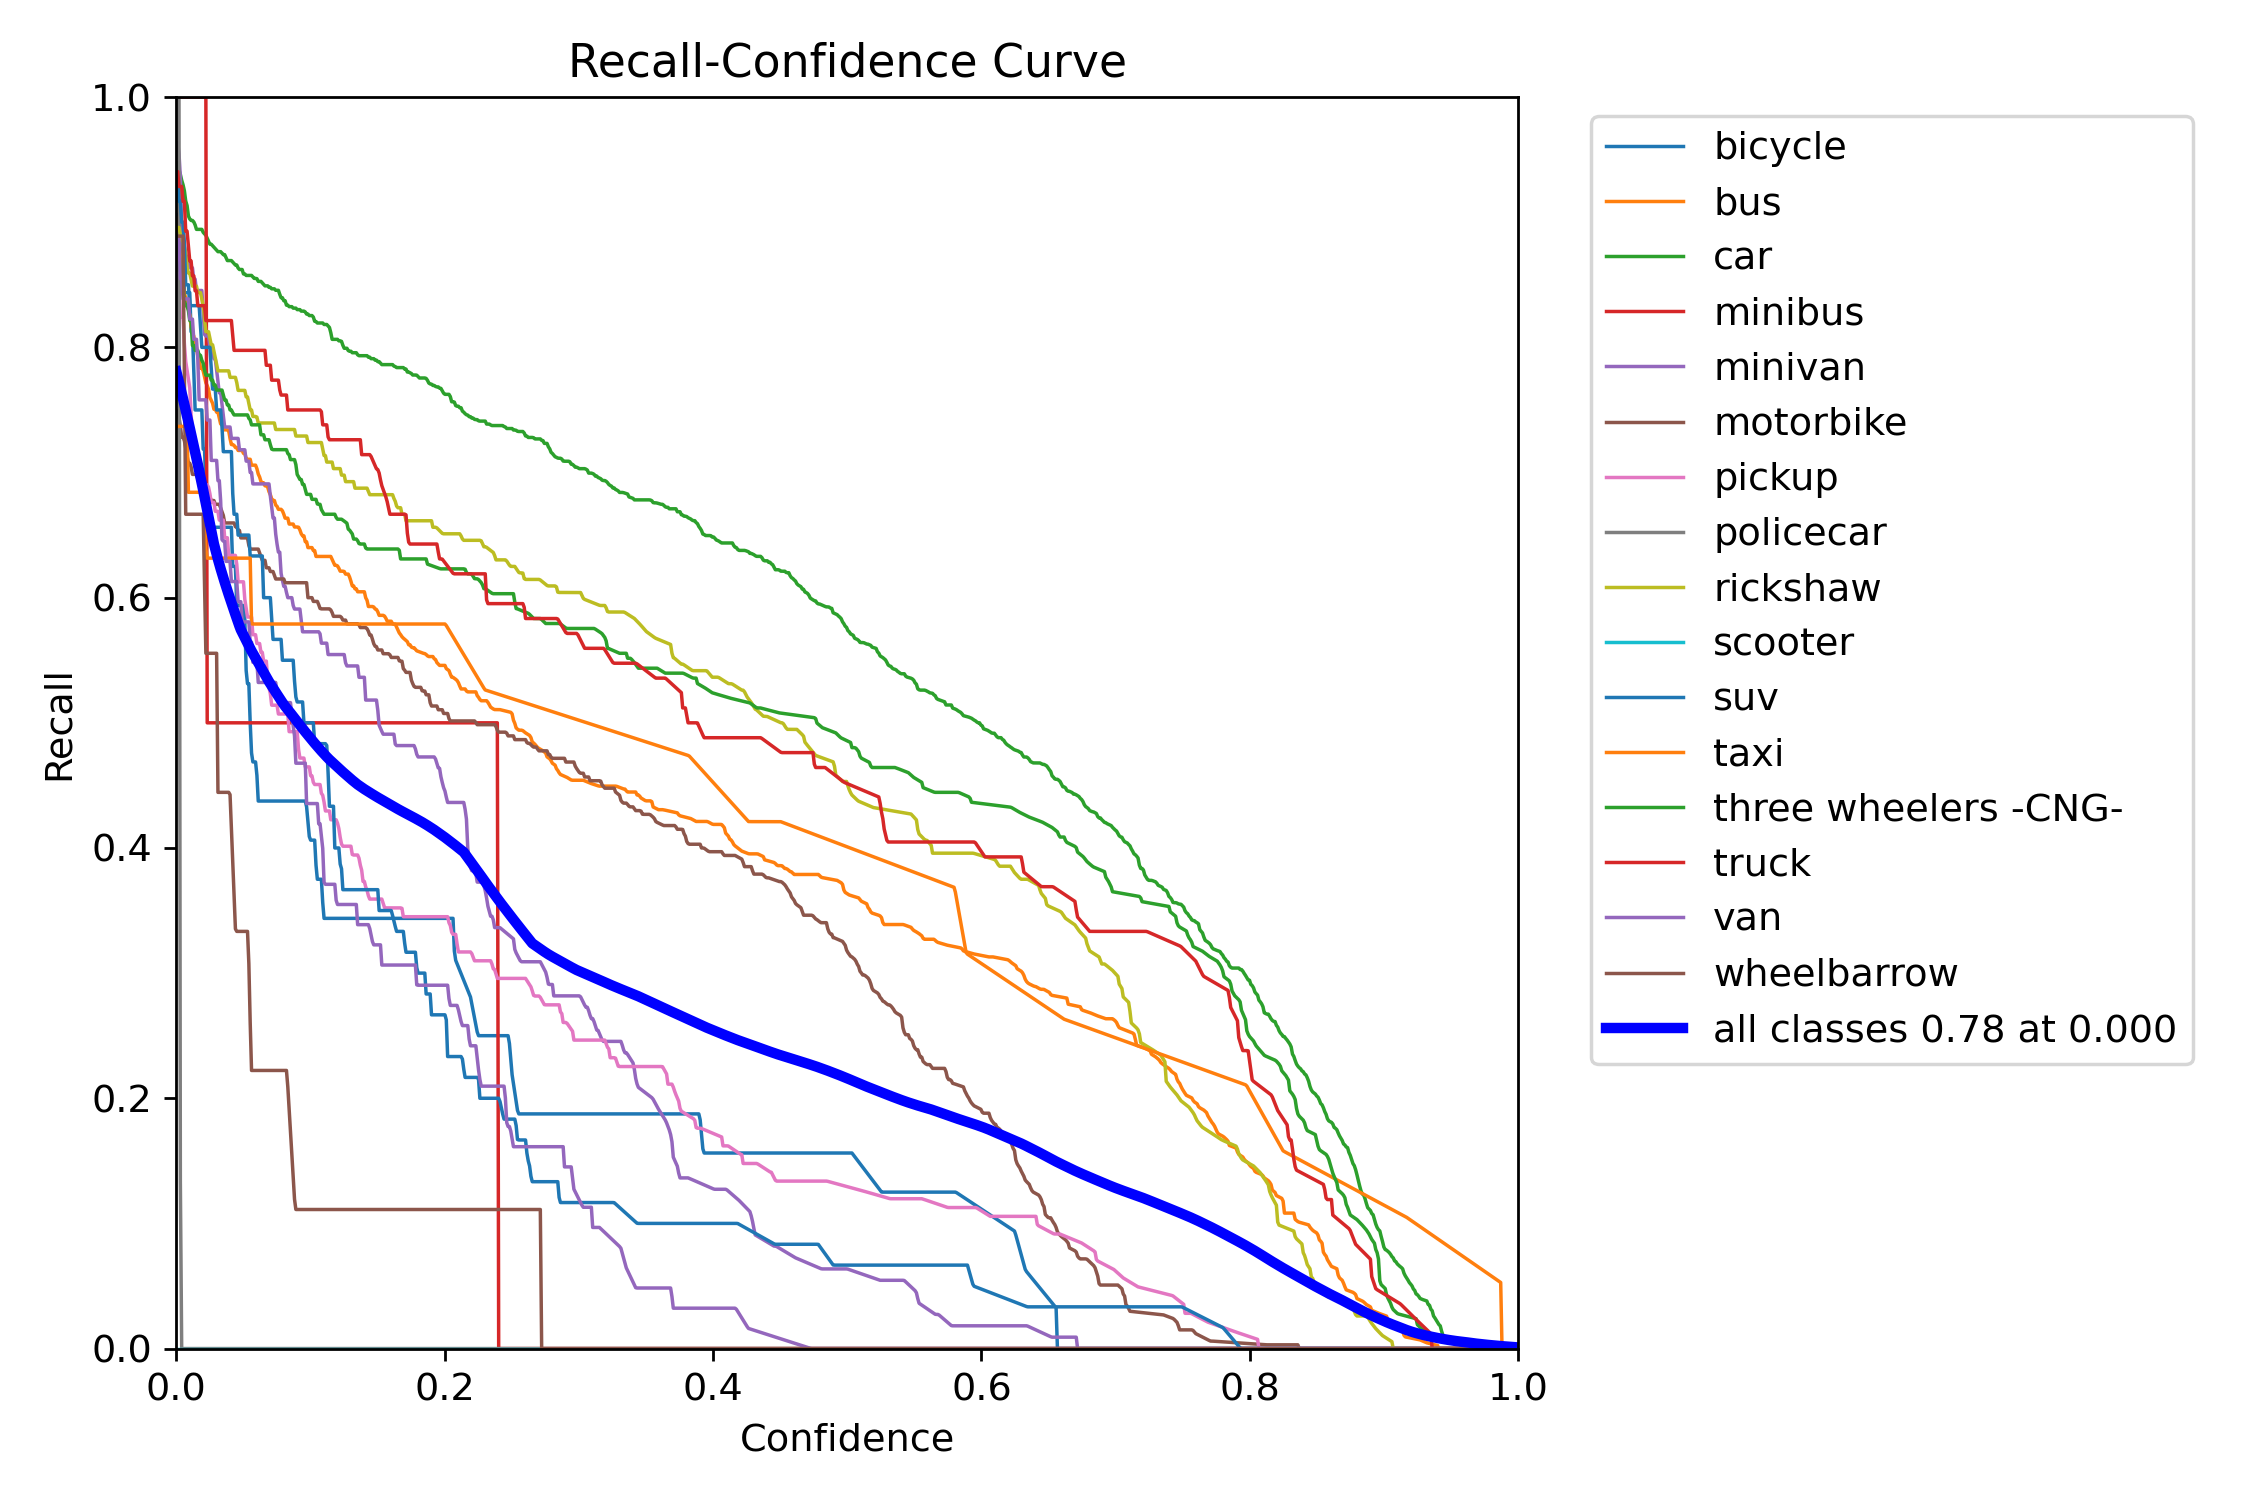 Recall-Confidence Curve
1.0
0.8
0.6
0.4
0.2
0.0
Recall
0.0 0.2 0.4 0.6 0.8 1.0
Confidence
bicycle
bus
car
minibus
minivan
motorbike
pickup
policecar
rickshaw
scooter
suv
taxi
three wheelers -CNG-
truck
van
wheelbarrow
all classes 0.78 at 0.000